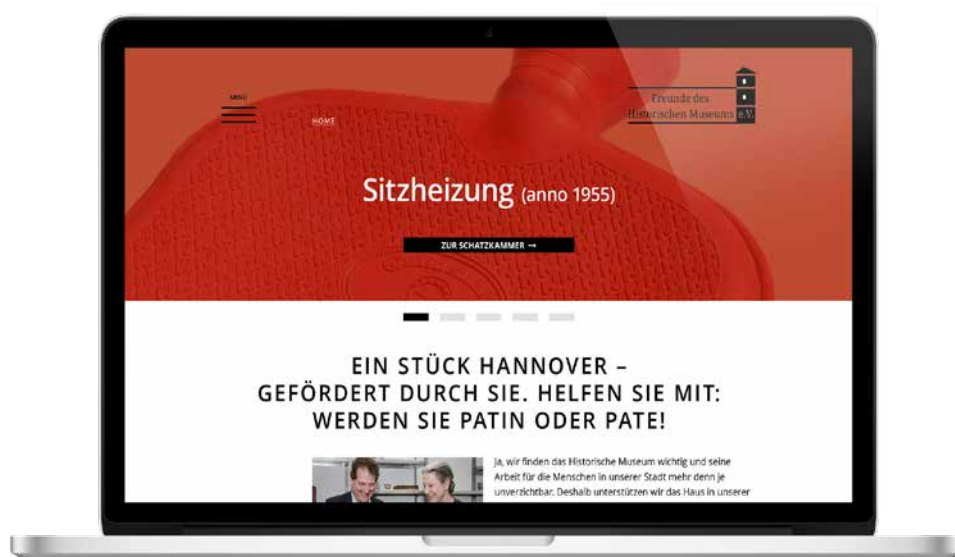 MENÜ
HOME
Freunde des
Historischen Museums e.V.
Sitzheizung (anno 1955)
ZUR SCHATZKAMMER →
EIN STÜCK HANNOVER –
GEFÖRDERT DURCH SIE. HELFEN SIE MIT:
WERDEN SIE PATIN ODER PATE!
Ja, wir finden das Historische Museum wichtig und seine
Arbeit für die Menschen in unserer Stadt mehr denn je
unverzichtbar. Deshalb unterstützen wir das Haus in unserer